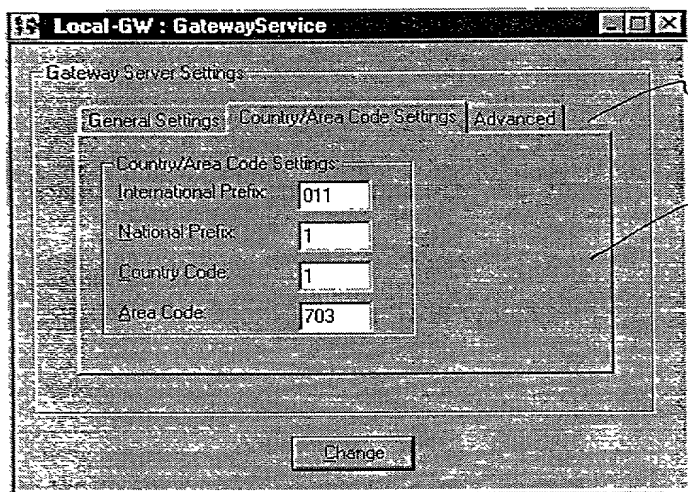 Local-GW : GatewayService
Gateway Server Settings
General Settings Country/Area Code Settings Advanced
Country/Area Code Settings
International Prefix: 011
National Prefix: 1
Country Code: 1
Area Code: 703
Change